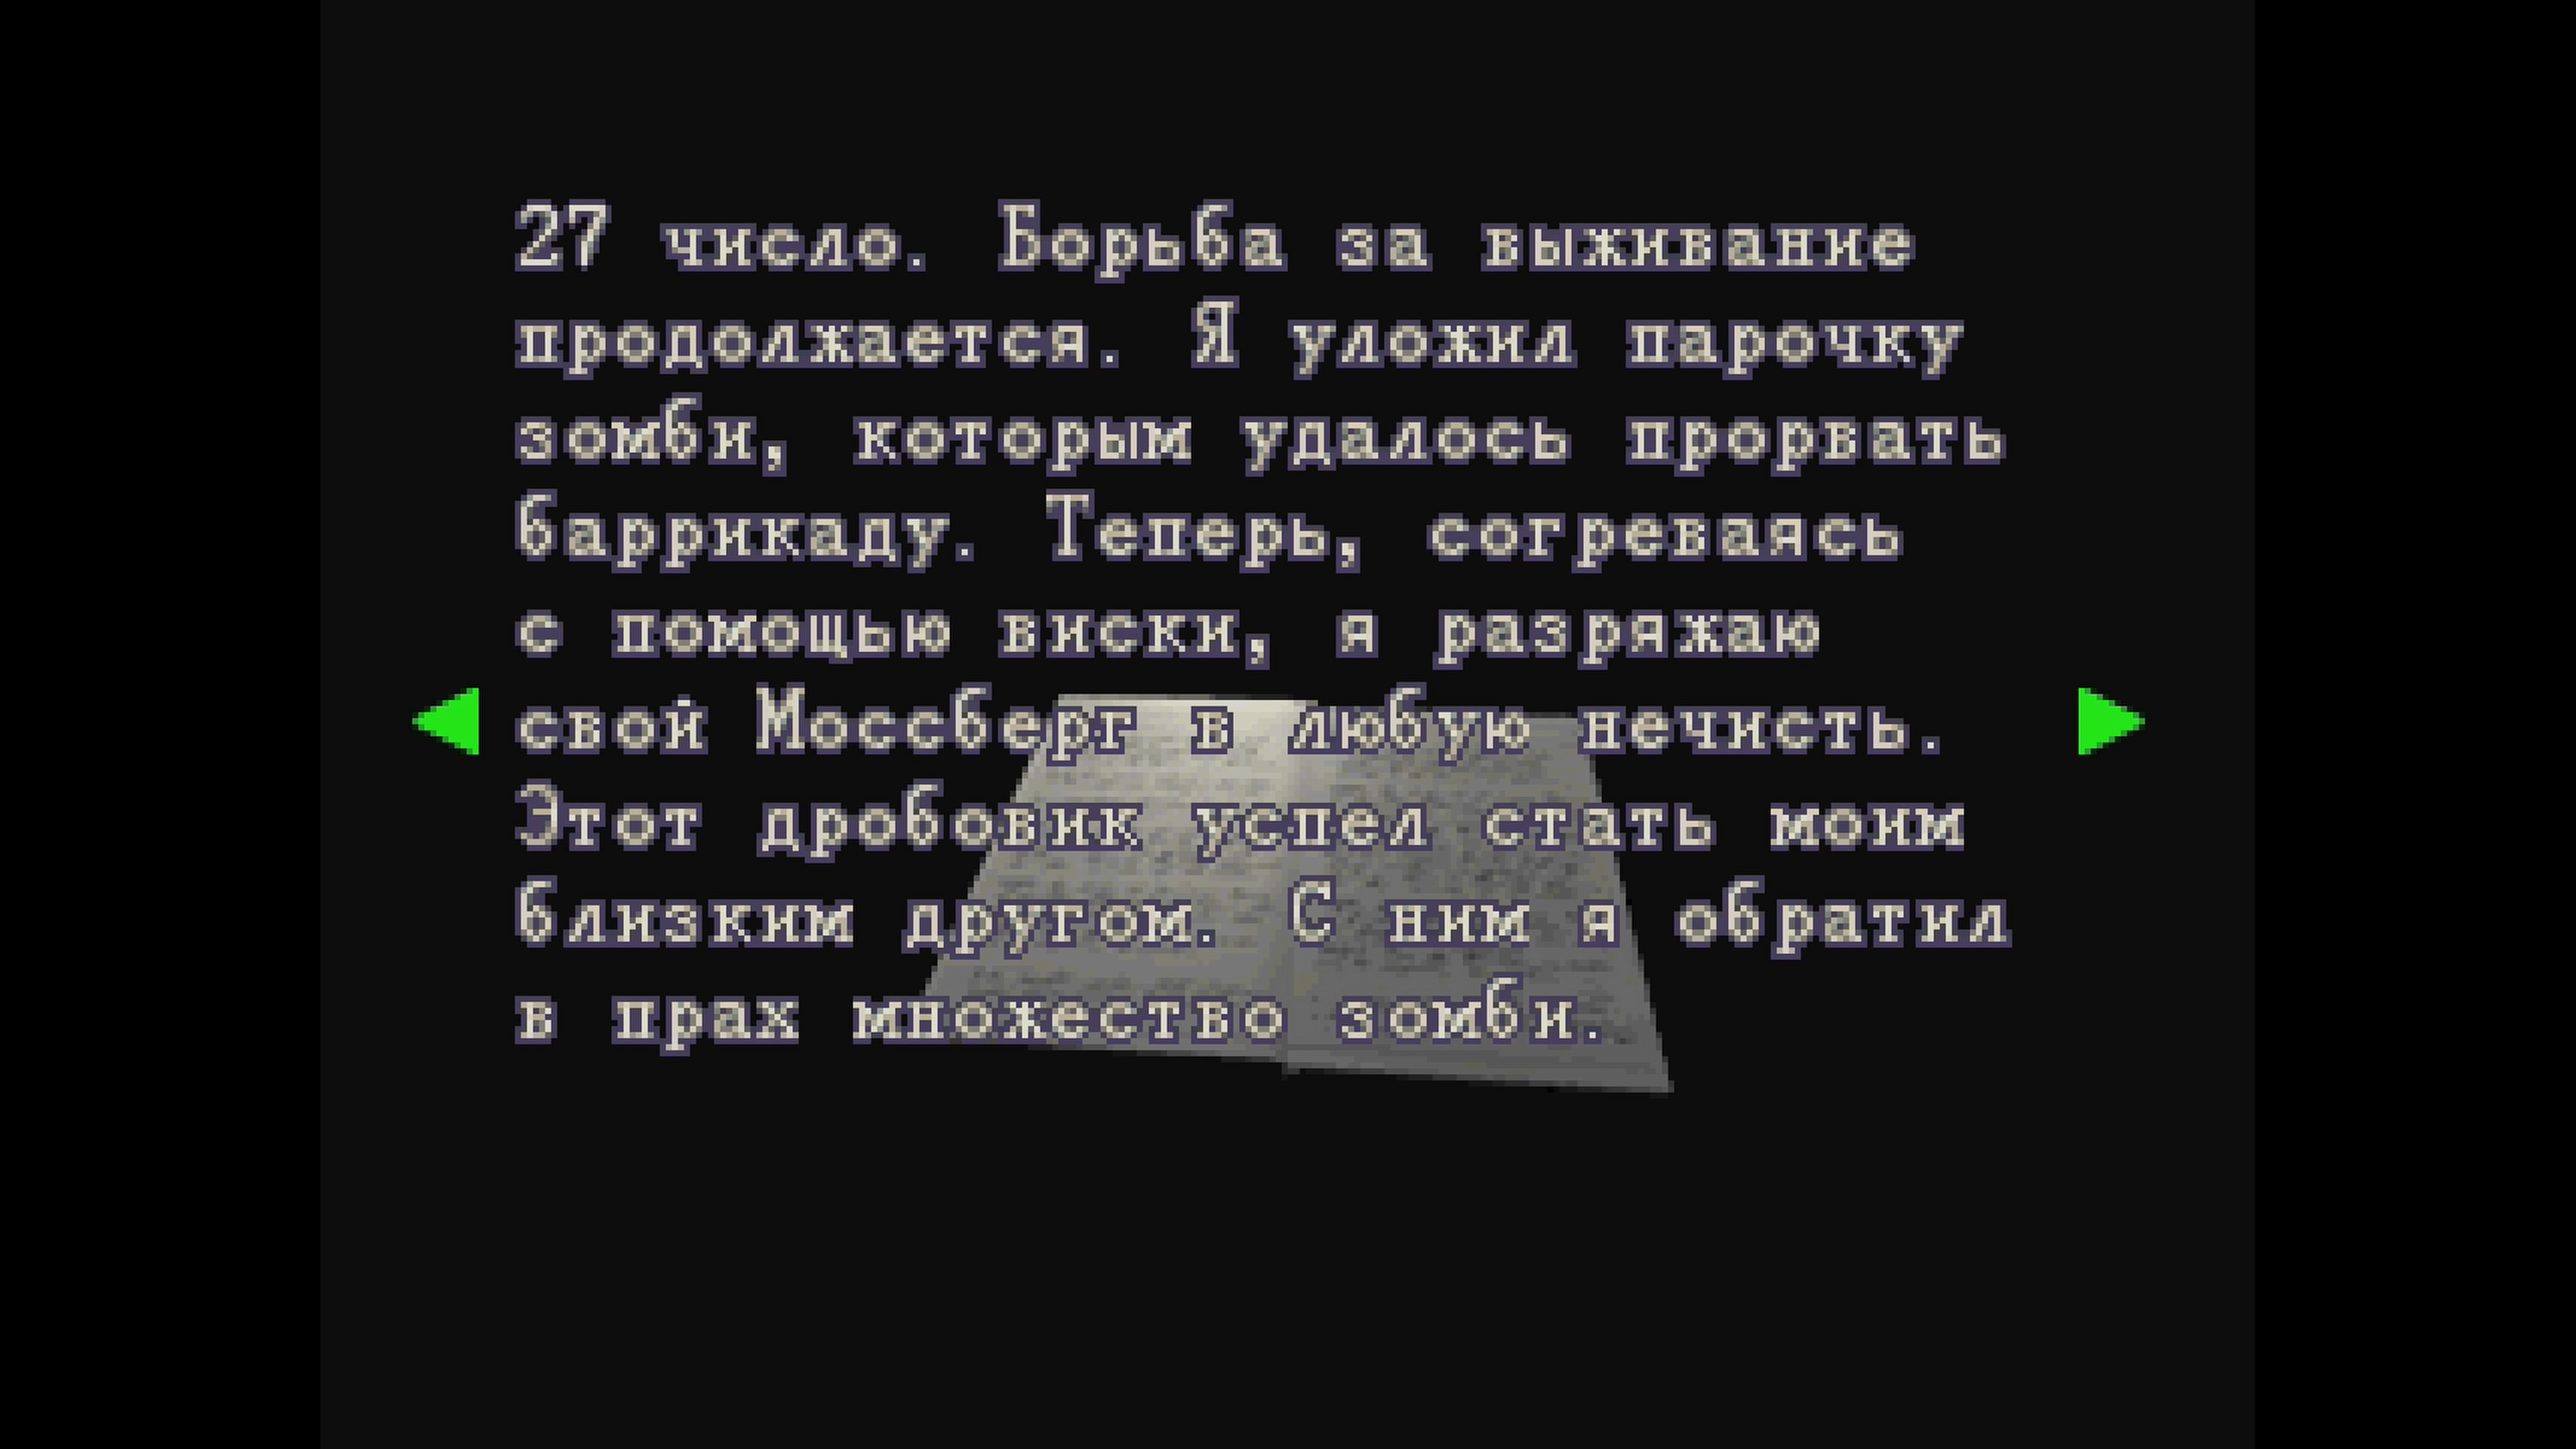 27 число. Борьба за выживание
продолжается. Я уложил парочку
зомби, которым удалось прорвать
баррикаду. Теперь, согреваясь
с помощью виски, я разряжаю
свой Моссберг в любую нечисть.
Этот дробовик успел стать моим
близким другом. С ним я обратил
в прах множество зомби.